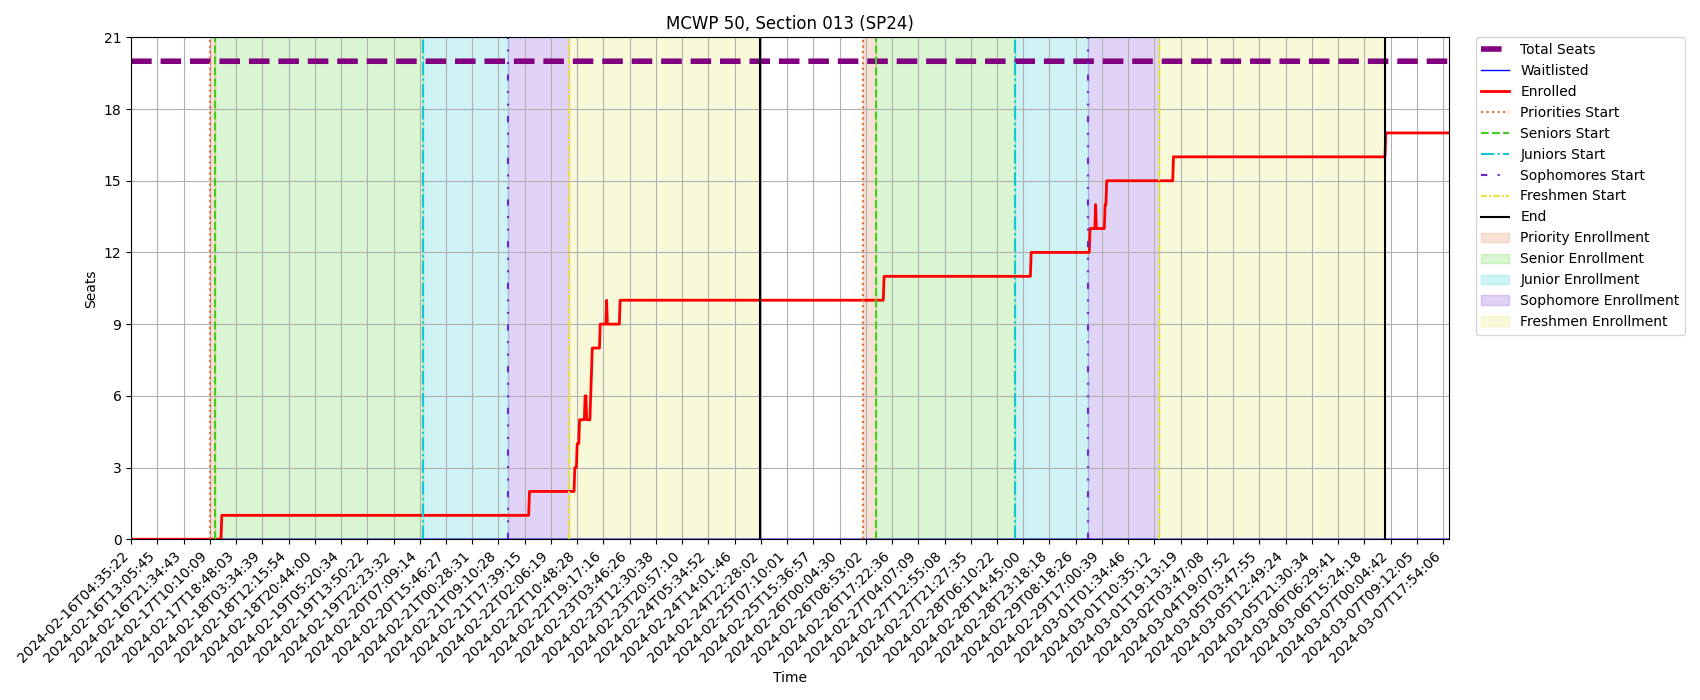 MCWP 50, Section 013 (SP24)
21
18
15
12
9
6
3
0
Seats
2024-02-16T04:35:22
2024-02-16T13:05:45
2024-02-16T21:34:43
2024-02-17T10:10:09
2024-02-17T18:48:03
2024-02-18T03:34:39
2024-02-18T12:15:54
2024-02-18T20:44:00
2024-02-19T05:20:34
2024-02-19T13:50:22
2024-02-19T22:23:32
2024-02-20T07:09:14
2024-02-20T15:46:27
2024-02-21T00:28:31
2024-02-21T09:10:28
2024-02-21T17:39:15
2024-02-22T02:06:19
2024-02-22T10:48:28
2024-02-22T19:17:16
2024-02-23T03:46:26
2024-02-23T12:30:38
2024-02-23T20:57:10
2024-02-24T05:34:52
2024-02-24T14:01:46
2024-02-24T22:28:02
2024-02-25T07:10:01
2024-02-25T15:36:57
2024-02-26T00:04:30
2024-02-26T08:53:02
2024-02-26T17:22:36
2024-02-27T04:07:09
2024-02-27T12:55:08
2024-02-27T21:27:35
2024-02-28T06:10:22
2024-02-28T14:45:00
2024-02-28T23:18:18
2024-02-29T08:18:26
2024-02-29T17:00:39
2024-03-01T01:34:46
2024-03-01T10:35:12
2024-03-01T19:13:19
2024-03-02T03:47:08
2024-03-04T19:07:52
2024-03-05T03:47:55
2024-03-05T12:49:24
2024-03-05T21:30:34
2024-03-06T06:29:41
2024-03-06T15:24:18
2024-03-07T00:04:42
2024-03-07T09:12:05
2024-03-07T17:54:06
Time
Total Seats
Waitlisted
Enrolled
Priorities Start
Seniors Start
Juniors Start
Sophomores Start
Freshmen Start
End
Priority Enrollment
Senior Enrollment
Junior Enrollment
Sophomore Enrollment
Freshmen Enrollment